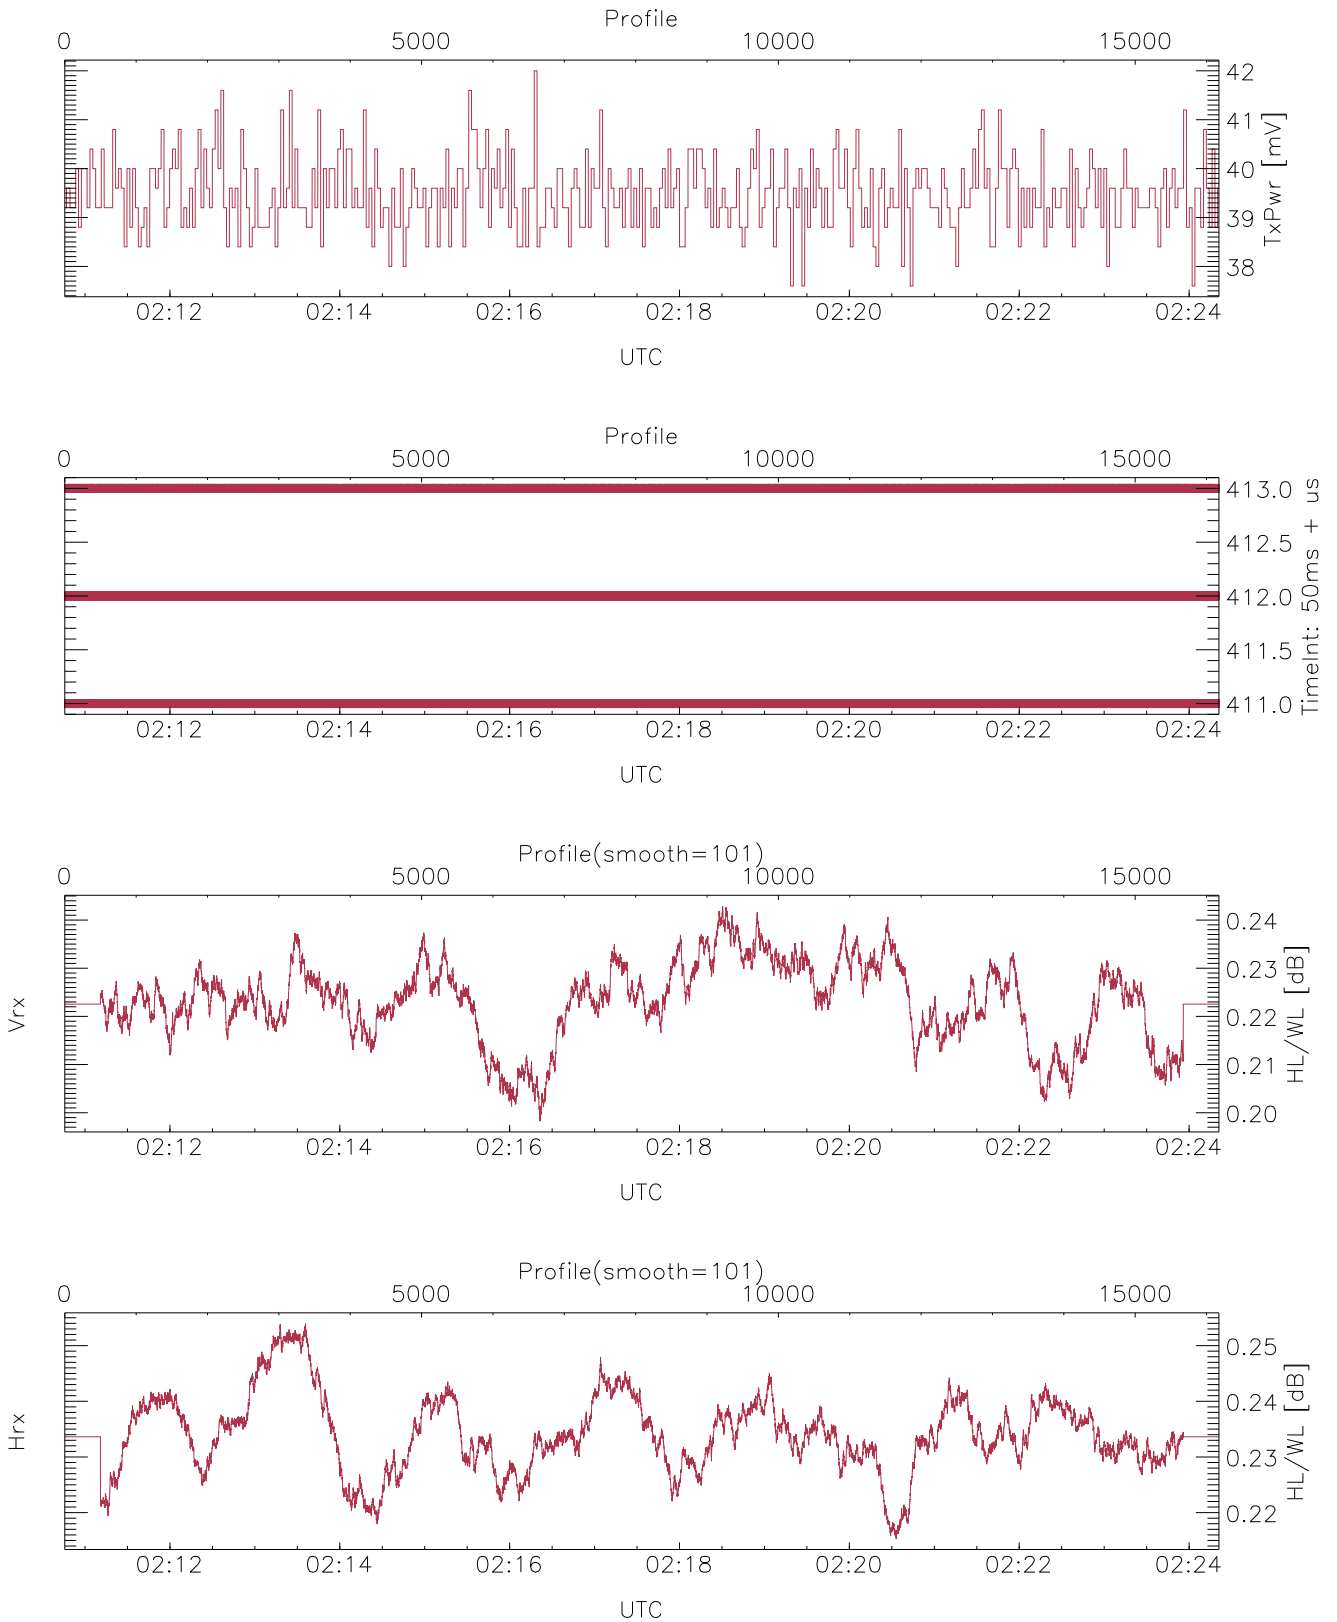 Profile
0 5000 10000 15000
42
41
40
39
38
TxPwr [mV]
02:12 02:14 02:16 02:18 02:20 02:22 02:24
UTC
Profile
0 5000 10000 15000
413.0
412.5
412.0
411.5
411.0
TimeInt: 50ms + us
02:12 02:14 02:16 02:18 02:20 02:22 02:24
UTC
Profile(smooth=101)
0 5000 10000 15000
Vrx
0.24
0.23
0.22
0.21
0.20
HL/WL [dB]
02:12 02:14 02:16 02:18 02:20 02:22 02:24
UTC
Profile(smooth=101)
0 5000 10000 15000
Hrx
0.25
0.24
0.23
0.22
HL/WL [dB]
02:12 02:14 02:16 02:18 02:20 02:22 02:24
UTC